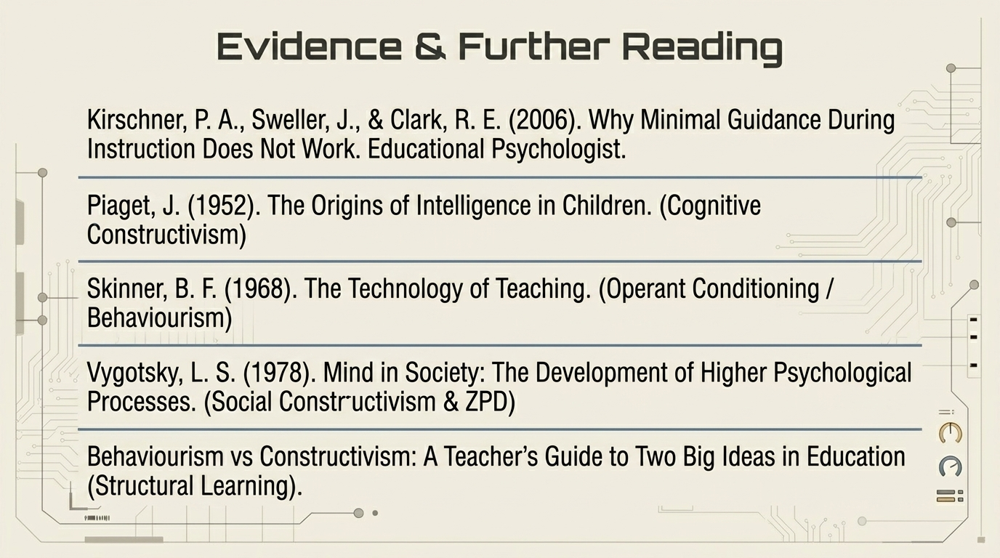 Evidence & Further Reading
Kirschner, P. A., Sweller, J., & Clark, R. E. (2006). Why Minimal Guidance During
Instruction Does Not Work. Educational Psychologist.
Piaget, J. (1952). The Origins of Intelligence in Children. (Cognitive
Constructivism)
Skinner, B. F. (1968). The Technology of Teaching. (Operant Conditioning /
Behaviourism)
Vygotsky, L. S. (1978). Mind in Society: The Development of Higher Psychological
Processes. (Social Constructivism & ZPD)
Behaviourism vs Constructivism: A Teacher’s Guide to Two Big Ideas in Education
(Structural Learning).